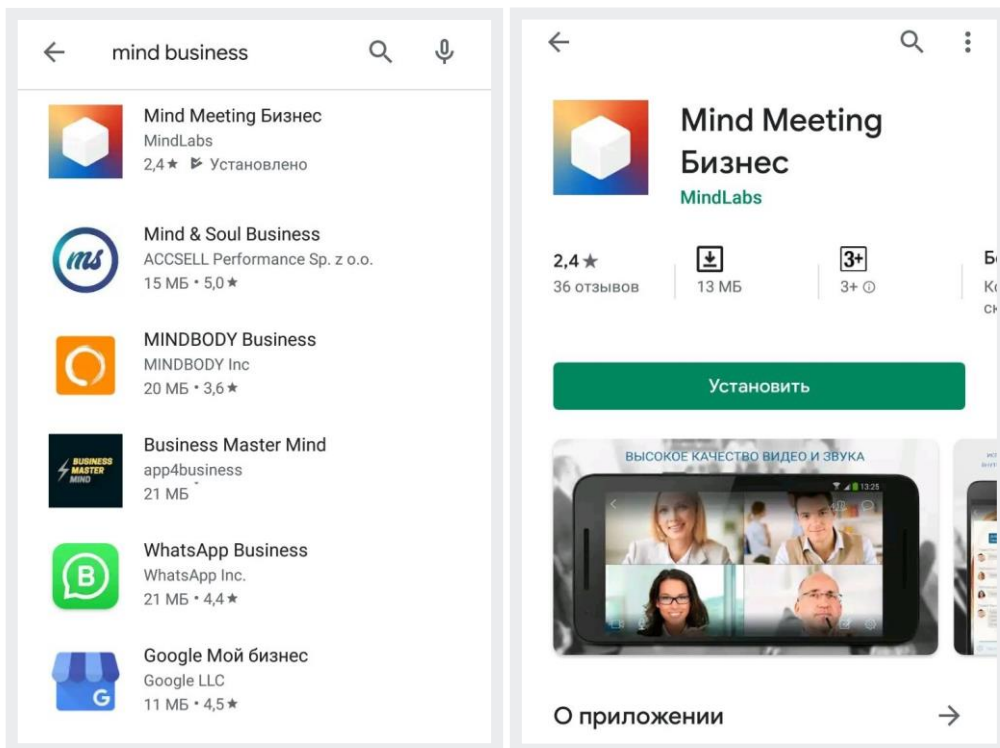 mind business
Mind Meeting Бизнес
MindLabs
2,4★ Установлено
ms
Mind & Soul Business
ACCSELL Performance Sp. z o.o.
15 МБ • 5,0★
MINDBODY Business
MINDBODY Inc
20 МБ • 3,6★
BUSINESS
MASTER
MIND
Business Master Mind
app4business
21 МБ
B
WhatsApp Business
WhatsApp Inc.
21 МБ • 4,4★
G
Google Мой бизнес
Google LLC
11 МБ • 4,5★
Mind Meeting
Бизнес
MindLabs
2,4★
36 отзывов
13 МБ
3+
3+
Установить
ВЫСОКОЕ КАЧЕСТВО ВИДЕО И ЗВУКА
13:25
О приложении